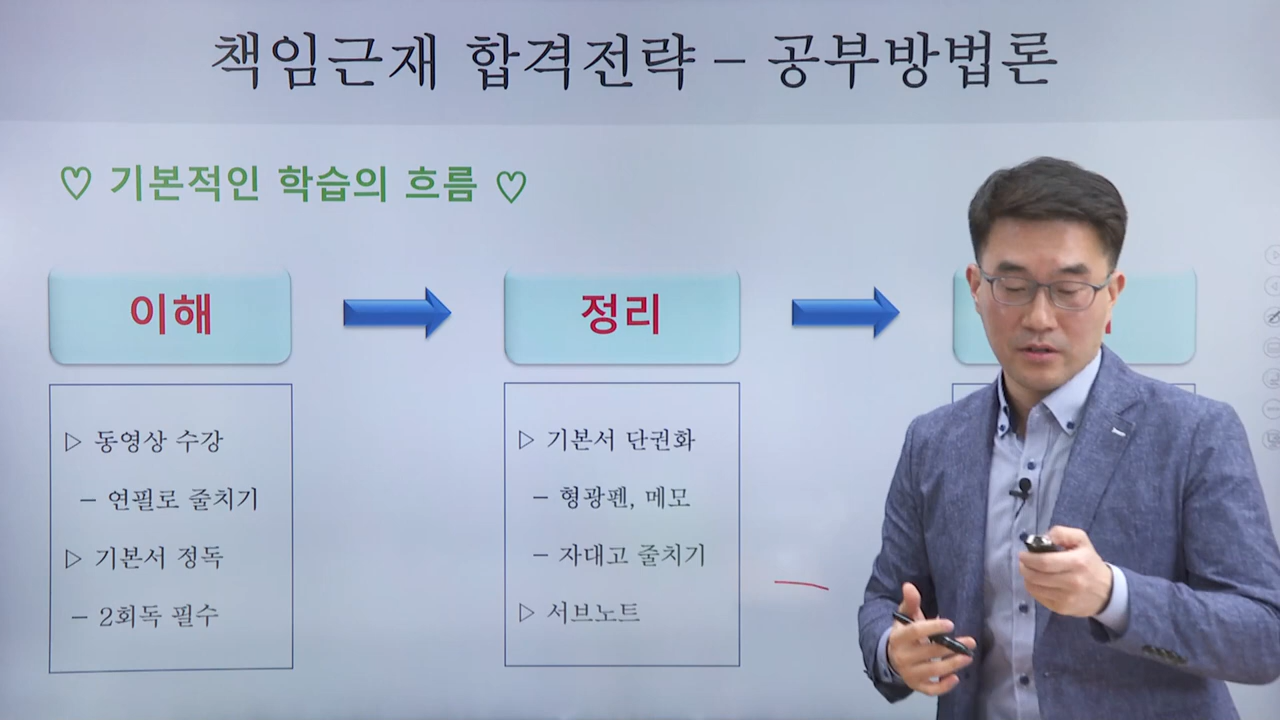 책임근재 합격전략 – 공부방법론
♡ 기본적인 학습의 흐름 ♡
이해
정리
▷ 동영상 수강
– 연필로 줄치기
▷ 기본서 정독
– 2회독 필수
▷ 기본서 단권화
– 형광펜, 메모
– 자대고 줄치기
▷ 서브노트